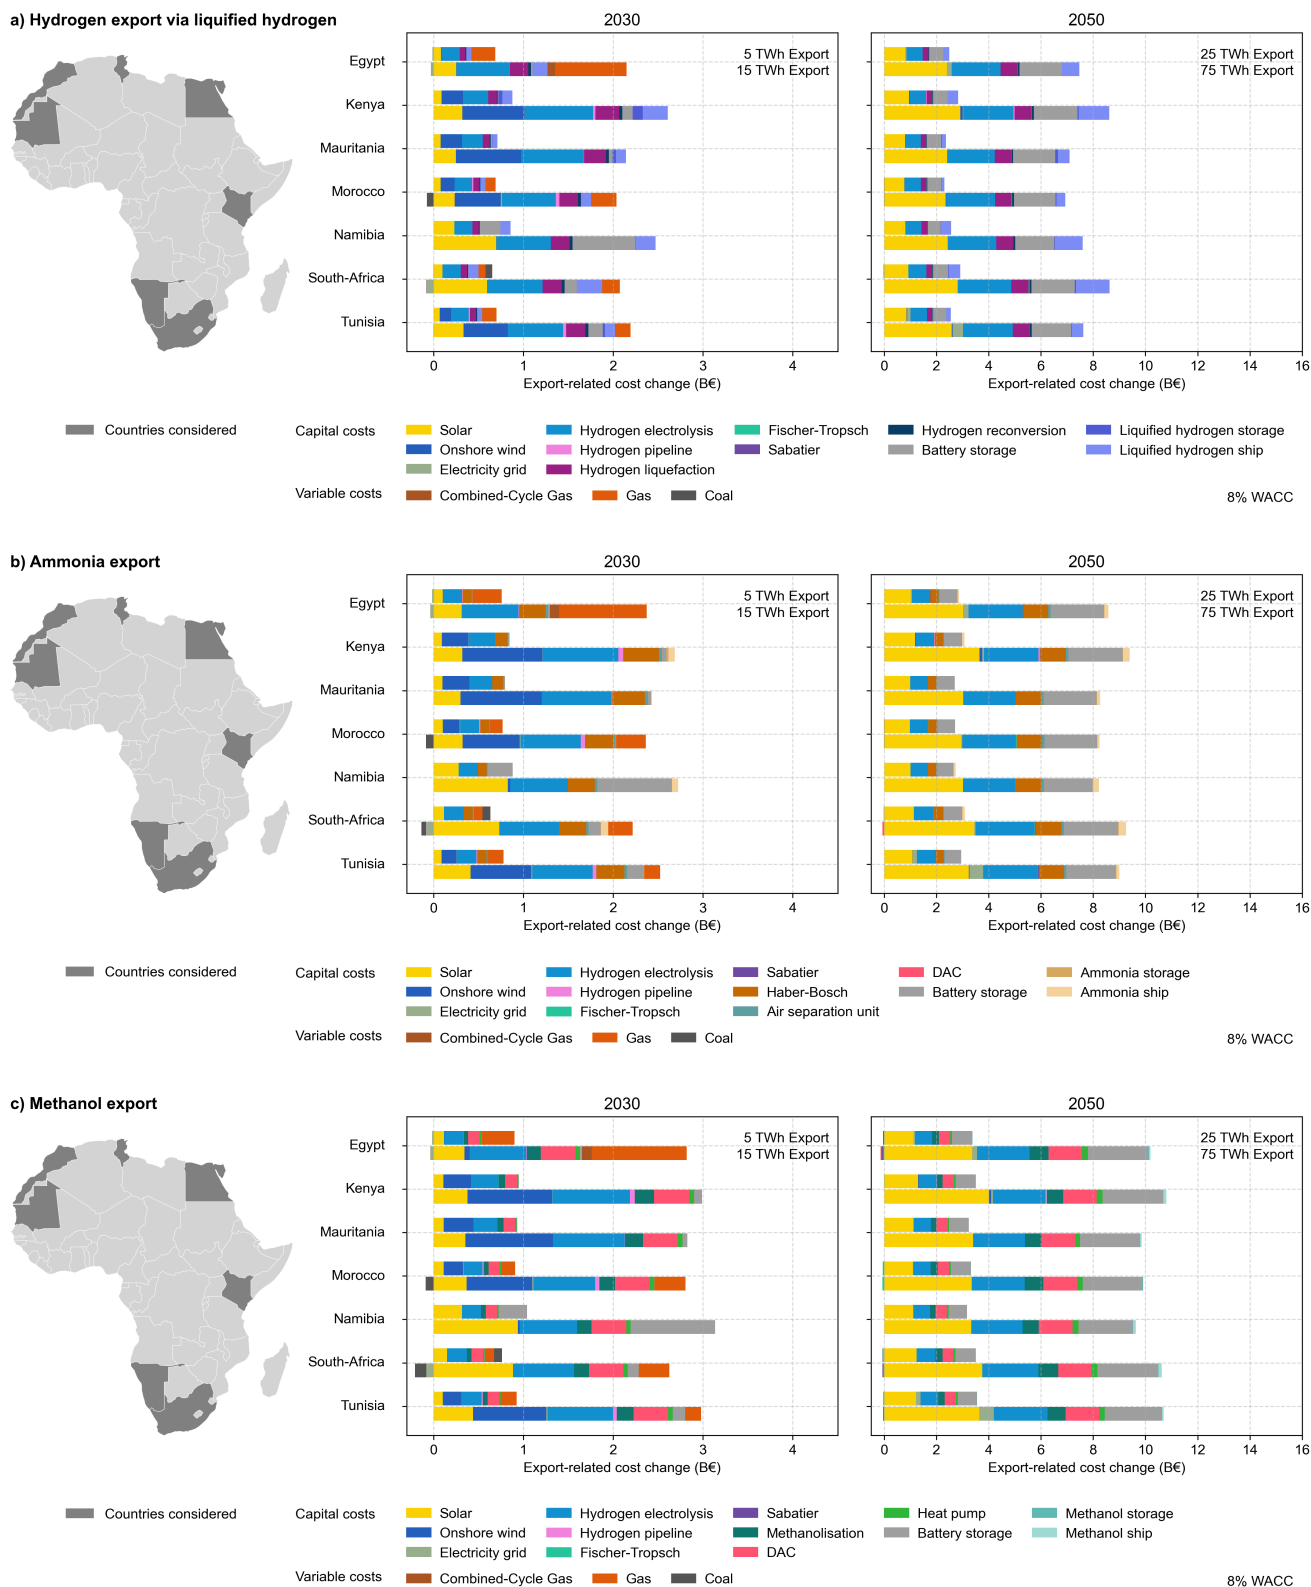 a) Hydrogen export via liquified hydrogen
2030
2050
5 TWh Export
15 TWh Export
25 TWh Export
75 TWh Export
Egypt
Kenya
Mauritania
Morocco
Namibia
South-Africa
Tunisia
0 1 2 3 4
0 2 4 6 8 10 12 14 16
Export-related cost change (B€)
Export-related cost change (B€)
Countries considered
Capital costs
Solar
Hydrogen electrolysis
Fischer-Tropsch
Hydrogen reconversion
Liquified hydrogen storage
Onshore wind
Hydrogen pipeline
Sabatier
Battery storage
Liquified hydrogen ship
Electricity grid
Hydrogen liquefaction
Variable costs
Combined-Cycle Gas
Gas
Coal
8% WACC
b) Ammonia export
2030
2050
5 TWh Export
15 TWh Export
25 TWh Export
75 TWh Export
Egypt
Kenya
Mauritania
Morocco
Namibia
South-Africa
Tunisia
0 1 2 3 4
0 2 4 6 8 10 12 14 16
Export-related cost change (B€)
Export-related cost change (B€)
Countries considered
Capital costs
Solar
Hydrogen electrolysis
Sabatier
DAC
Ammonia storage
Onshore wind
Hydrogen pipeline
Haber-Bosch
Battery storage
Ammonia ship
Electricity grid
Fischer-Tropsch
Air separation unit
Variable costs
Combined-Cycle Gas
Gas
Coal
8% WACC
c) Methanol export
2030
2050
5 TWh Export
15 TWh Export
25 TWh Export
75 TWh Export
Egypt
Kenya
Mauritania
Morocco
Namibia
South-Africa
Tunisia
0 1 2 3 4
0 2 4 6 8 10 12 14 16
Export-related cost change (B€)
Export-related cost change (B€)
Countries considered
Capital costs
Solar
Hydrogen electrolysis
Sabatier
Heat pump
Methanol storage
Onshore wind
Hydrogen pipeline
Methanolisation
Battery storage
Methanol ship
Electricity grid
Fischer-Tropsch
DAC
Variable costs
Combined-Cycle Gas
Gas
Coal
8% WACC